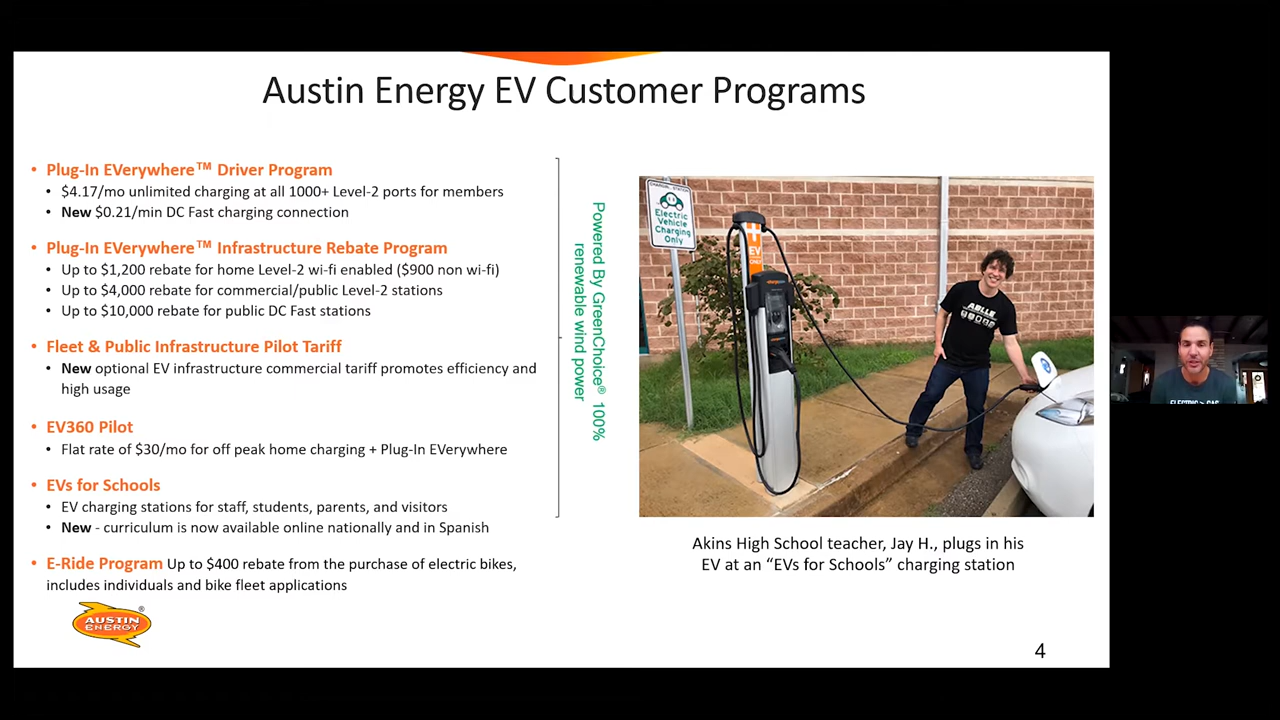 Austin Energy EV Customer Programs
• Plug-In EVerywhere™ Driver Program
• $4.17/mo unlimited charging at all 1000+ Level-2 ports for members
• New $0.21/min DC Fast charging connection
• Plug-In EVerywhere™ Infrastructure Rebate Program
• Up to $1,200 rebate for home Level-2 wi-fi enabled ($900 non wi-fi)
• Up to $4,000 rebate for commercial/public Level-2 stations
• Up to $10,000 rebate for public DC Fast stations
• Fleet & Public Infrastructure Pilot Tariff
• New optional EV infrastructure commercial tariff promotes efficiency and
high usage
• EV360 Pilot
• Flat rate of $30/mo for off peak home charging + Plug-In EVerywhere
• EVs for Schools
• EV charging stations for staff, students, parents, and visitors
• New - curriculum is now available online nationally and in Spanish
• E-Ride Program Up to $400 rebate from the purchase of electric bikes,
includes individuals and bike fleet applications
Powered By GreenChoice® 100%
renewable wind power
CHARGING STATION
Electric
Vehicle
Charging
Only
EV
Akins High School teacher, Jay H., plugs in his
EV at an “EVs for Schools” charging station
AUSTIN
ENERGY
®
4
ELECTRIC > GAS